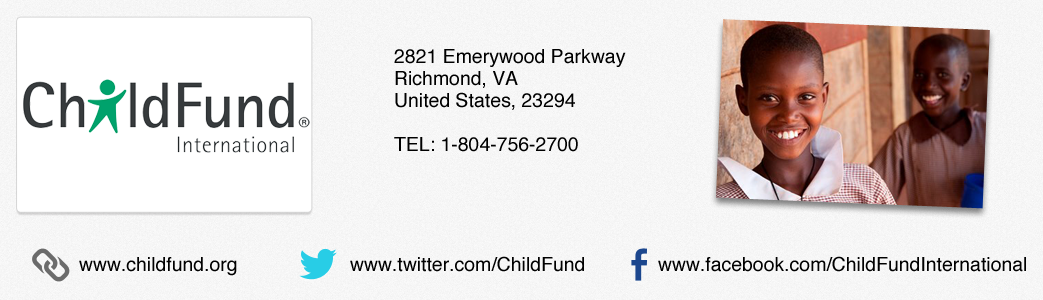 ChildFund®
International
2821 Emerywood Parkway
Richmond, VA
United States, 23294
TEL: 1-804-756-2700
www.childfund.org
www.twitter.com/ChildFund
www.facebook.com/ChildFundInternational